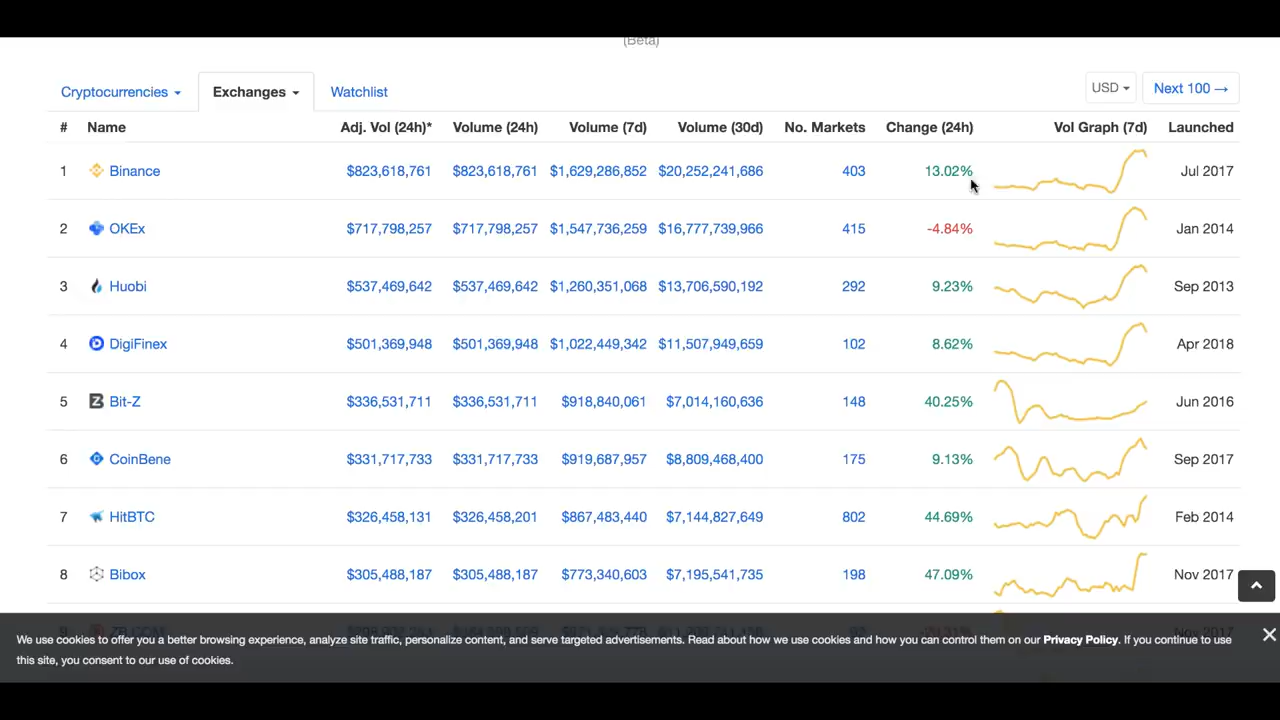 (Beta)
Cryptocurrencies Exchanges Watchlist USD Next 100 →
# Name Adj. Vol (24h)* Volume (24h) Volume (7d) Volume (30d) No. Markets Change (24h) Vol Graph (7d) Launched
1 Binance $823,618,761 $823,618,761 $1,629,286,852 $20,252,241,686 403 13.02% Jul 2017
2 OKEx $717,798,257 $717,798,257 $1,547,736,259 $16,777,739,966 415 -4.84% Jan 2014
3 Huobi $537,469,642 $537,469,642 $1,260,351,068 $13,706,590,192 292 9.23% Sep 2013
4 DigiFinex $501,369,948 $501,369,948 $1,022,449,342 $11,507,949,659 102 8.62% Apr 2018
5 Bit-Z $336,531,711 $336,531,711 $918,840,061 $7,014,160,636 148 40.25% Jun 2016
6 CoinBene $331,717,733 $331,717,733 $919,687,957 $8,809,468,400 175 9.13% Sep 2017
7 HitBTC $326,458,131 $326,458,201 $867,483,440 $7,144,827,649 802 44.69% Feb 2014
8 Bibox $305,488,187 $305,488,187 $773,340,603 $7,195,541,735 198 47.09% Nov 2017
We use cookies to offer you a better browsing experience, analyze site traffic, personalize content, and serve targeted advertisements. Read about how we use cookies and how you can control them on our Privacy Policy. If you continue to
this site, you consent to our use of cookies.